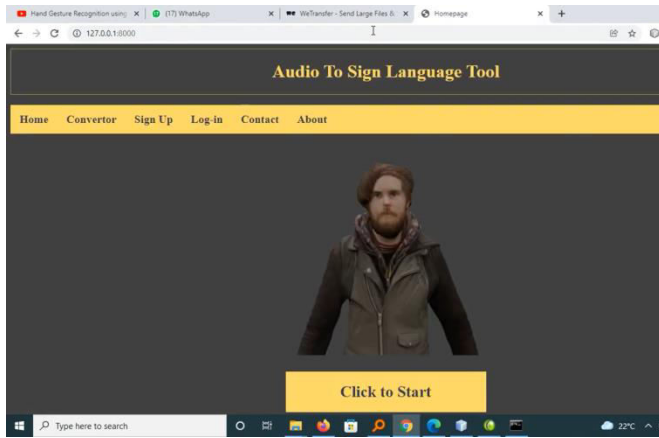 Hand Gesture Recognition using
(17) WhatsApp
WeTransfer - Send Large Files &
Homepage
127.0.0.1:8000
Audio To Sign Language Tool
Home Convertor Sign Up Log-in Contact About
Click to Start
Type here to search
22°C